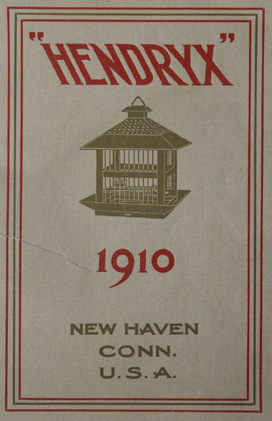 "HENDRYX"
1910
NEW HAVEN
CONN.
U.S.A.